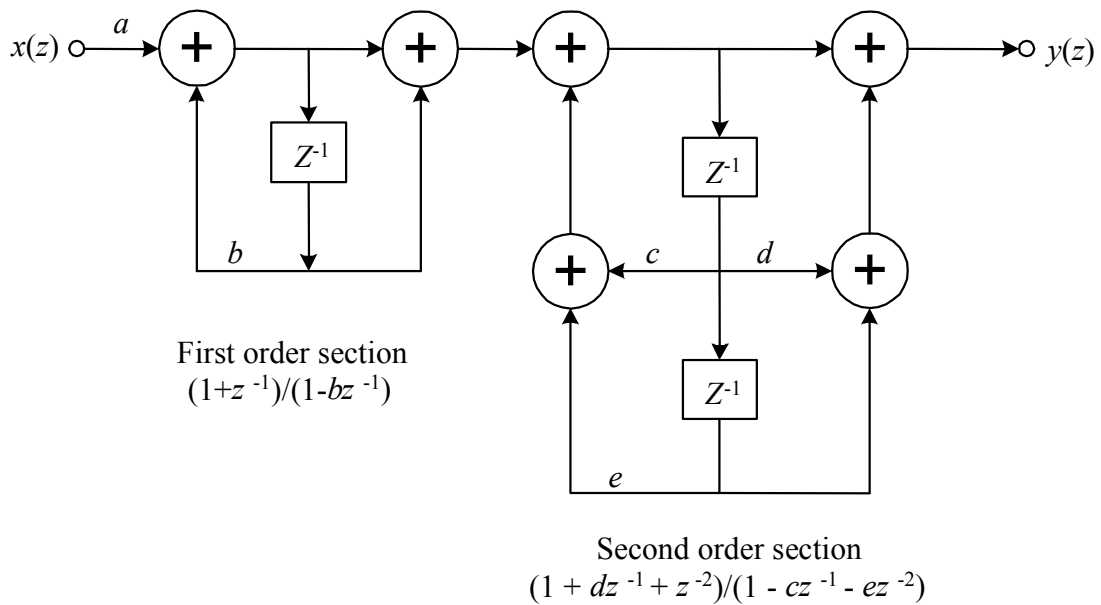 a
x(z) + + + + y(z)
Z⁻¹
Z⁻¹
b
+ c d +
First order section
(1+z ⁻¹)/(1-bz ⁻¹)
Z⁻¹
e
Second order section
(1 + dz ⁻¹ + z ⁻²)/(1 - cz ⁻¹ - ez ⁻²)